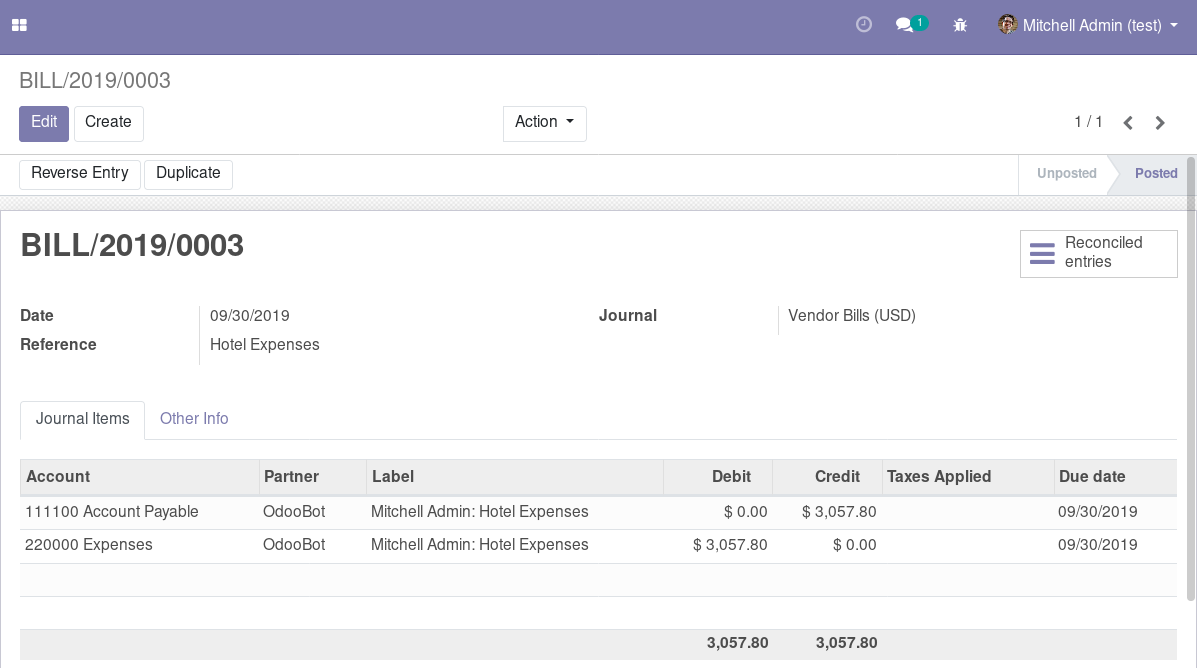 1 Mitchell Admin (test)
BILL/2019/0003
Edit Create Action 1 / 1
Reverse Entry Duplicate Unposted Posted
BILL/2019/0003
Reconciled
entries
Date 09/30/2019 Journal Vendor Bills (USD)
Reference Hotel Expenses
Journal Items Other Info
Account Partner Label Debit Credit Taxes Applied Due date
111100 Account Payable OdooBot Mitchell Admin: Hotel Expenses $ 0.00 $ 3,057.80 09/30/2019
220000 Expenses OdooBot Mitchell Admin: Hotel Expenses $ 3,057.80 $ 0.00 09/30/2019
3,057.80 3,057.80